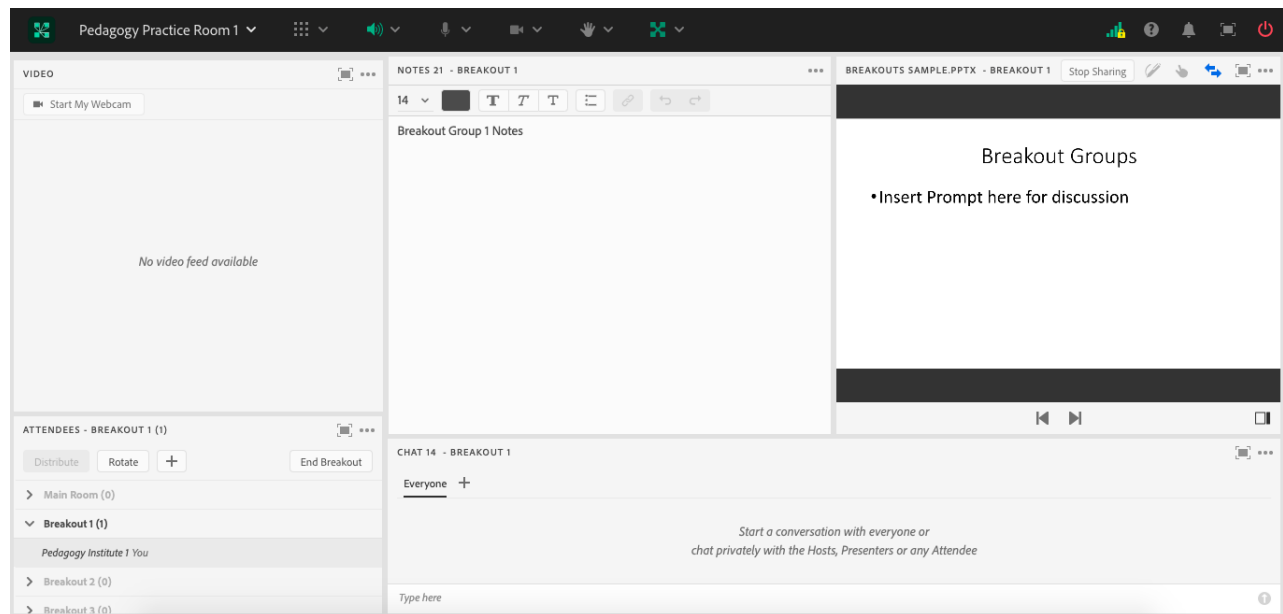 Pedagogy Practice Room 1
VIDEO
Start My Webcam
No video feed available
ATTENDEES - BREAKOUT 1 (1)
Distribute Rotate + End Breakout
Main Room (0)
Breakout 1 (1)
Pedagogy Institute 1 You
Breakout 2 (0)
Breakout 3 (0)
NOTES 21 - BREAKOUT 1
14 T T T
Breakout Group 1 Notes
BREAKOUTS SAMPLE.PPTX - BREAKOUT 1 Stop Sharing
Breakout Groups
•Insert Prompt here for discussion
CHAT 14 - BREAKOUT 1
Everyone +
Start a conversation with everyone or
chat privately with the Hosts, Presenters or any Attendee
Type here